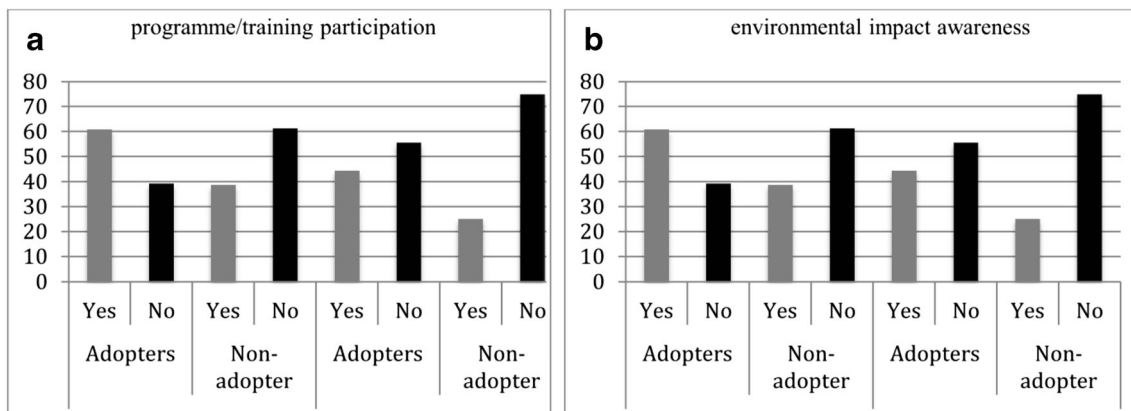 a
programme/training participation
80
70
60
50
40
30
20
10
0
Yes No Yes No Yes No Yes No
Adopters Non-adopter Adopters Non-adopter
b
environmental impact awareness
80
70
60
50
40
30
20
10
0
Yes No Yes No Yes No Yes No
Adopters Non-adopter Adopters Non-adopter